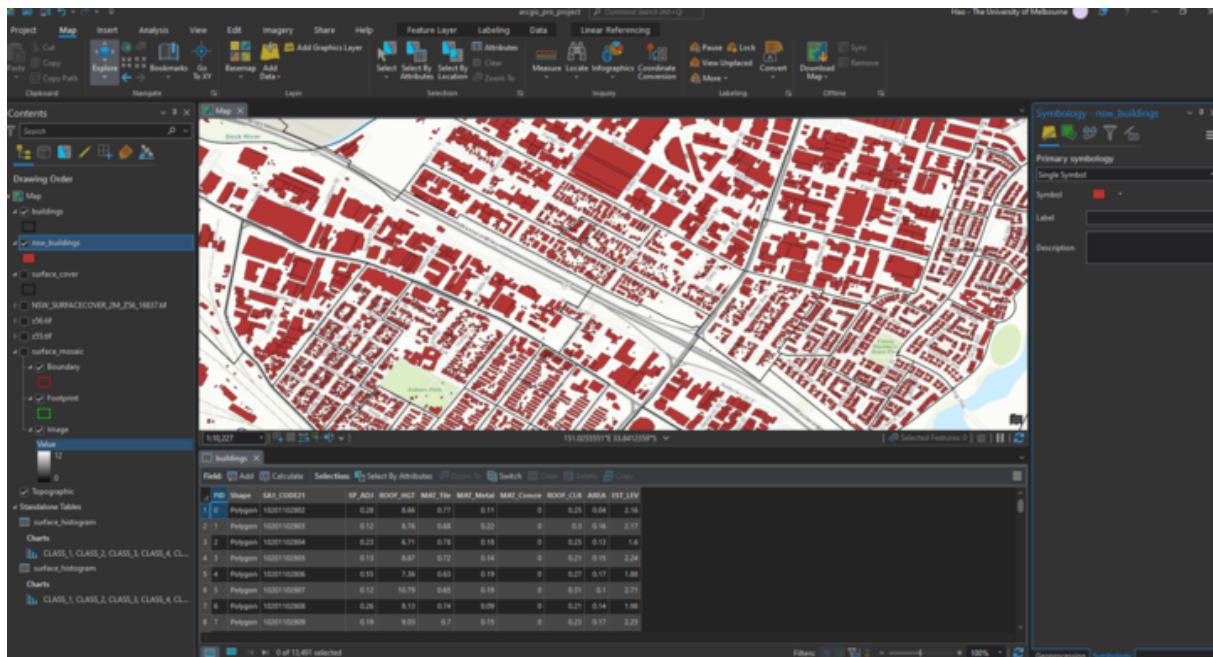 arcgis_pro_project
Command Search (Alt+Q)
Hao - The University of Melbourne
Project Map Insert Analysis View Edit Imagery Share Help Feature Layer Labeling Data Linear Referencing
Cut
Copy
Copy Path
Paste
Explore
Bookmarks
Go To XY
Basemap
Add Data
Add Graphics Layer
Select
Select By Attributes
Select By Location
Attributes
Clear
Zoom To
Measure
Locate
Infographics
Coordinate Conversion
Pause
Lock
View Unplaced
More
Convert
Download Map
Sync
Remove
Clipboard Navigate Layer Selection Inquiry Labeling Offline
Contents
Search
Drawing Order
Map
buildings
nsw_buildings
surface_cover
NSW_SURFACECOVER_2M_Z56_16837.tif
z56.tif
z55.tif
surface_mosaic
Boundary
Footprint
Image
Value
12
0
Topographic
Standalone Tables
surface_histogram
Charts
CLASS_1, CLASS_2, CLASS_3, CLASS_4, CL...
surface_histogram
Charts
CLASS_1, CLASS_2, CLASS_3, CLASS_4, CL...
Map
Duck River
Auburn Park
1:10,227
151.0255551°E 33.8412359°S
Selected Features: 0
buildings
Field: Add Calculate Selection: Select By Attributes Zoom To Switch Clear Delete Copy
FID Shape SA1_CODE21 SP_ADJ ROOF_HGT MAT_Tile MAT_Metal MAT_Concre ROOF_CLR AREA EST_LEV
1 0 Polygon 10201102802 0.28 8.66 0.77 0.11 0 0.25 0.04 2.16
2 1 Polygon 10201102803 0.12 8.76 0.68 0.22 0 0.3 0.16 2.17
3 2 Polygon 10201102804 0.23 6.71 0.78 0.18 0 0.25 0.13 1.6
4 3 Polygon 10201102805 0.13 8.87 0.72 0.14 0 0.21 0.15 2.24
5 4 Polygon 10201102806 0.55 7.36 0.63 0.19 0 0.27 0.17 1.88
6 5 Polygon 10201102807 0.12 10.79 0.65 0.19 0 0.31 0.1 2.71
7 6 Polygon 10201102808 0.26 8.13 0.74 0.09 0 0.21 0.14 1.98
8 7 Polygon 10201102809 0.19 9.03 0.7 0.15 0 0.23 0.17 2.23
0 of 13,491 selected
Filters:
100%
Symbology - nsw_buildings
Primary symbology
Single Symbol
Symbol
Label
Description
Geoprocessing Symbology